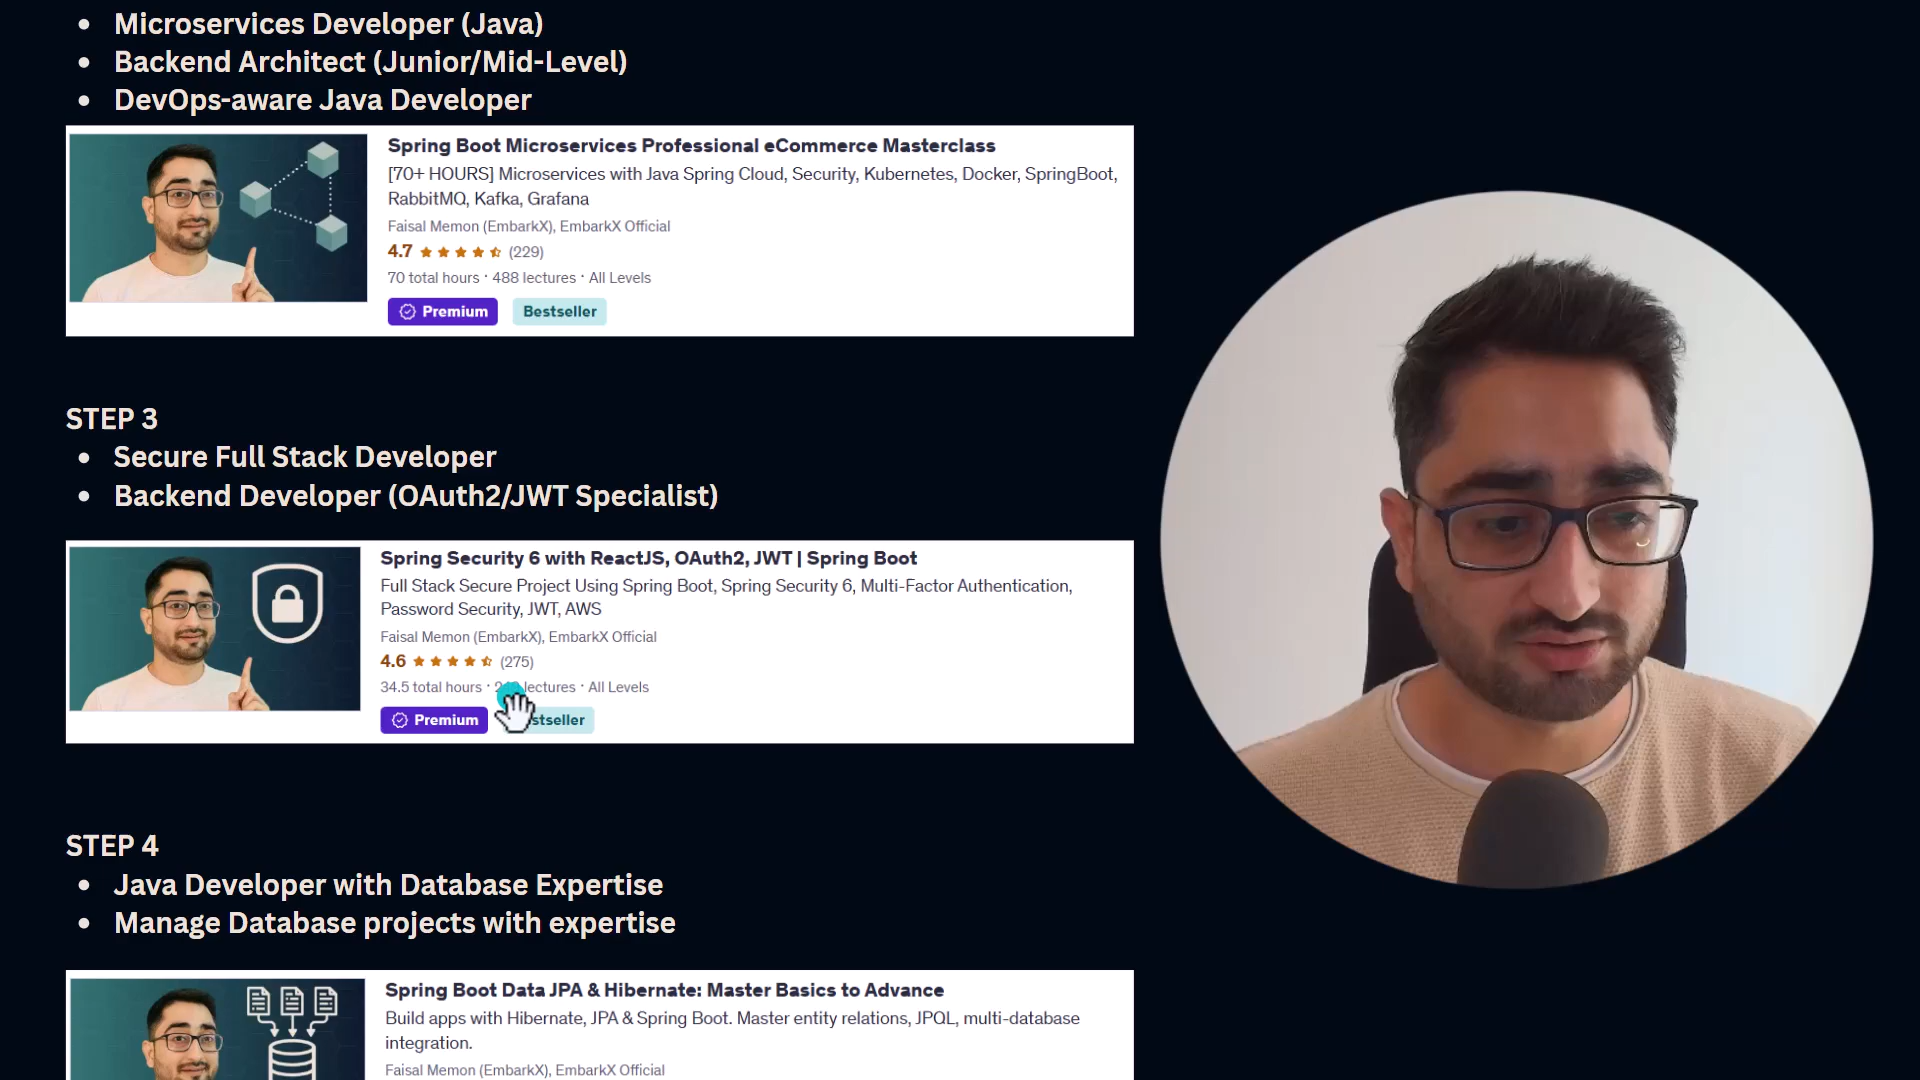 Microservices Developer (Java)
Backend Architect (Junior/Mid-Level)
DevOps-aware Java Developer
Spring Boot Microservices Professional eCommerce Masterclass
[70+ HOURS] Microservices with Java Spring Cloud, Security, Kubernetes, Docker, SpringBoot,
RabbitMQ, Kafka, Grafana
Faisal Memon (EmbarkX), EmbarkX Official
4.7 (229)
70 total hours · 488 lectures · All Levels
Premium Bestseller
STEP 3
Secure Full Stack Developer
Backend Developer (OAuth2/JWT Specialist)
Spring Security 6 with ReactJS, OAuth2, JWT | Spring Boot
Full Stack Secure Project Using Spring Boot, Spring Security 6, Multi-Factor Authentication,
Password Security, JWT, AWS
Faisal Memon (EmbarkX), EmbarkX Official
4.6 (275)
34.5 total hours · lectures · All Levels
Premium
STEP 4
Java Developer with Database Expertise
Manage Database projects with expertise
Spring Boot Data JPA & Hibernate: Master Basics to Advance
Build apps with Hibernate, JPA & Spring Boot. Master entity relations, JPQL, multi-database
integration.
Faisal Memon (EmbarkX), EmbarkX Official